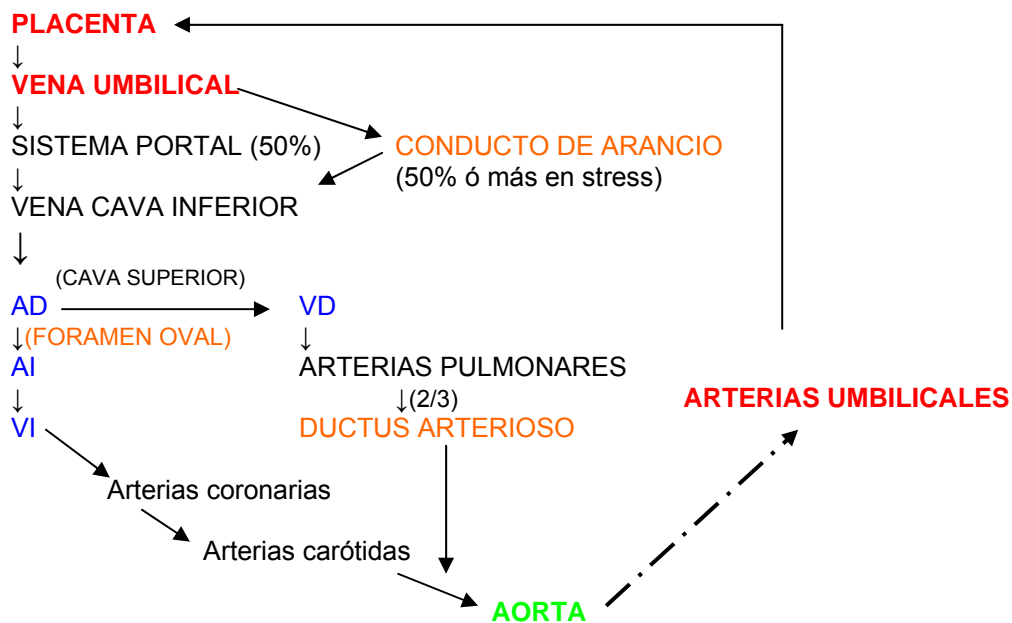 PLACENTA
↓
VENA UMBILICAL
↓
SISTEMA PORTAL (50%) CONDUCTO DE ARANCIO
↓ (50% ó más en stress)
VENA CAVA INFERIOR
↓
(CAVA SUPERIOR)
AD VD
↓(FORAMEN OVAL) ↓
AI ARTERIAS PULMONARES
↓ ↓(2/3) ARTERIAS UMBILICALES
VI DUCTUS ARTERIOSO
Arterias coronarias
Arterias carótidas
AORTA